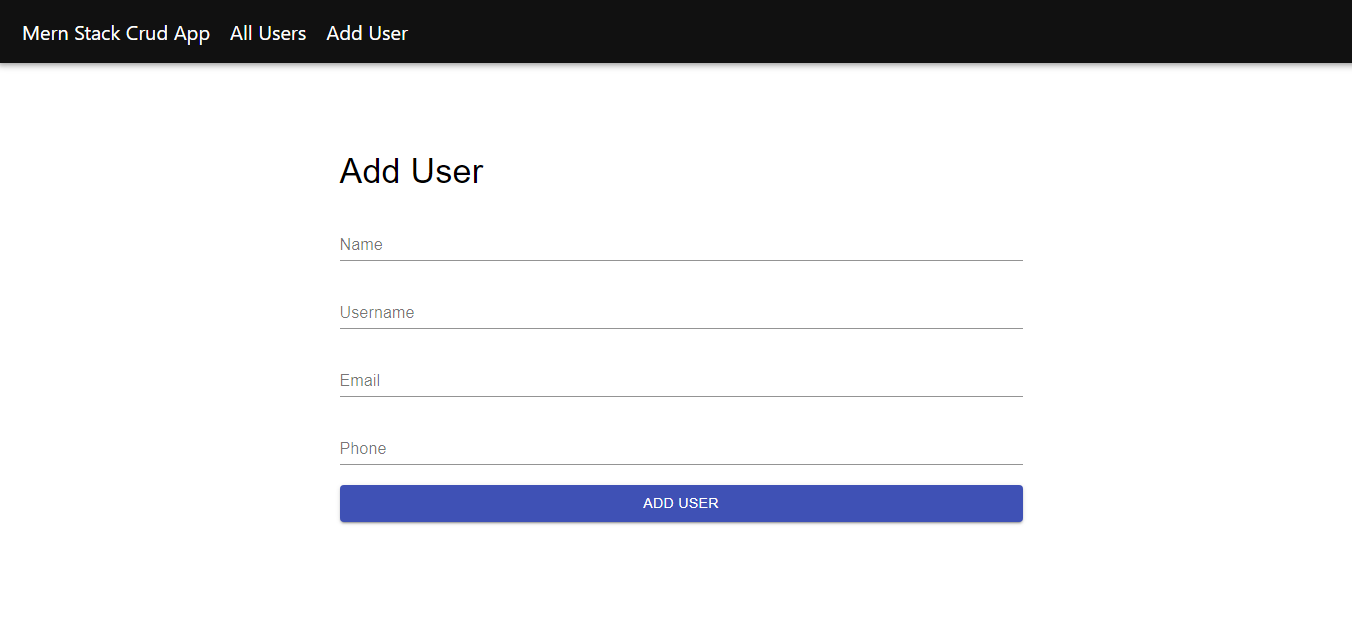 Mern Stack Crud App All Users Add User
Add User
Name
Username
Email
Phone
ADD USER